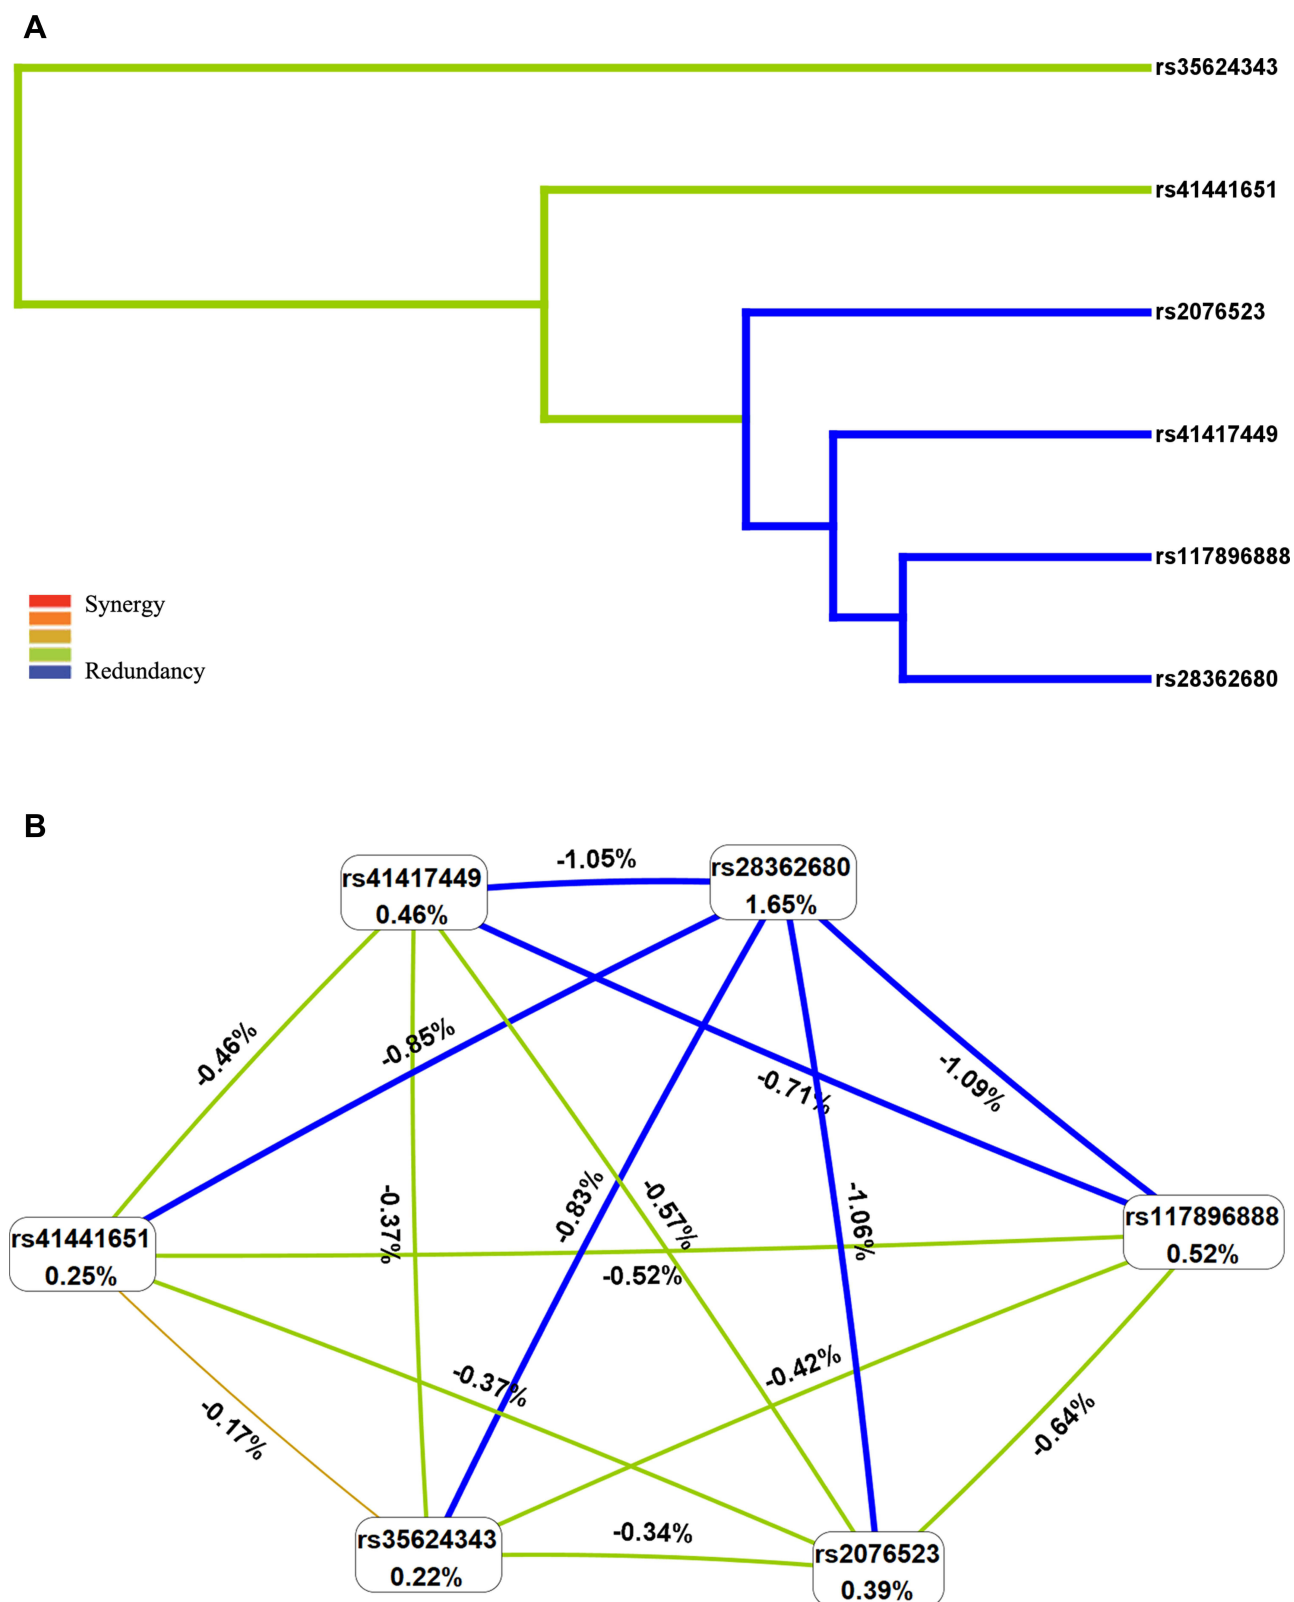 A
rs35624343
rs41441651
rs2076523
rs41417449
rs117896888
rs28362680
Synergy
Redundancy
B
rs41417449
0.46%
rs28362680
1.65%
-1.05%
-0.46%
-0.85%
-0.71%
-1.09%
-0.37%
-0.83%
-0.57%
-1.06%
rs41441651
0.25%
rs117896888
0.52%
-0.52%
-0.37%
-0.42%
-0.17%
-0.64%
rs35624343
0.22%
-0.34%
rs2076523
0.39%